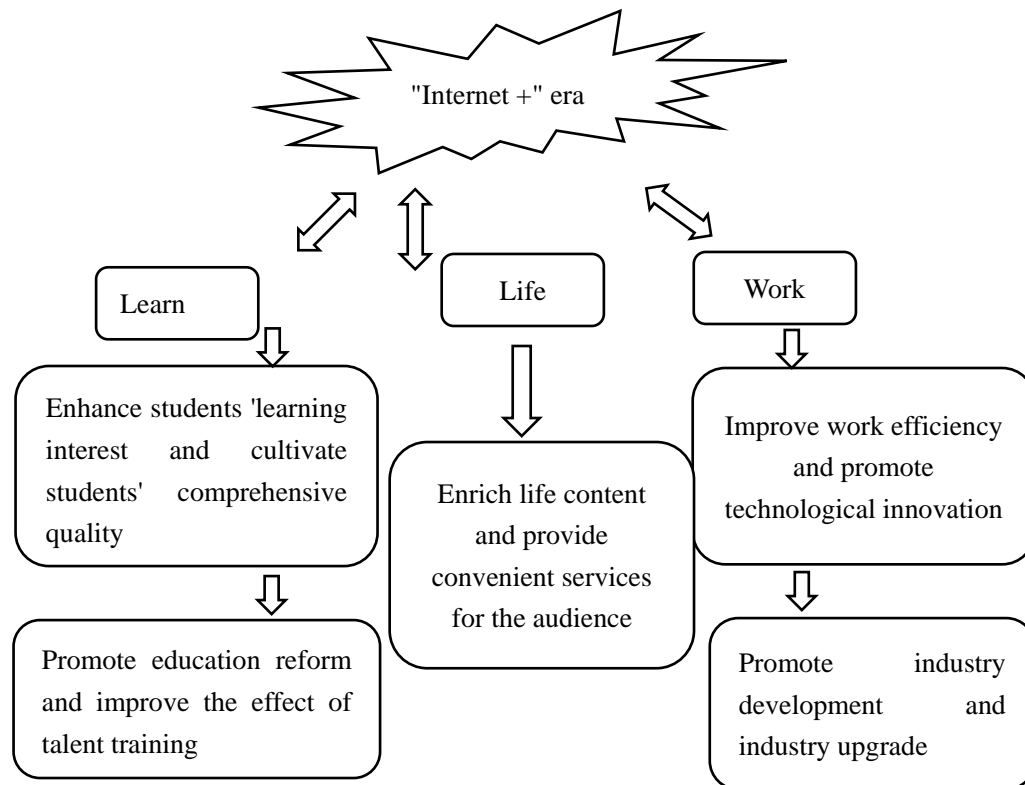 "Internet +" era
Learn
Life
Work
Enhance students 'learning
interest and cultivate
students' comprehensive
quality
Enrich life content
and provide
convenient services
for the audience
Improve work efficiency
and promote
technological innovation
Promote education reform
and improve the effect of
talent training
Promote industry
development and
industry upgrade